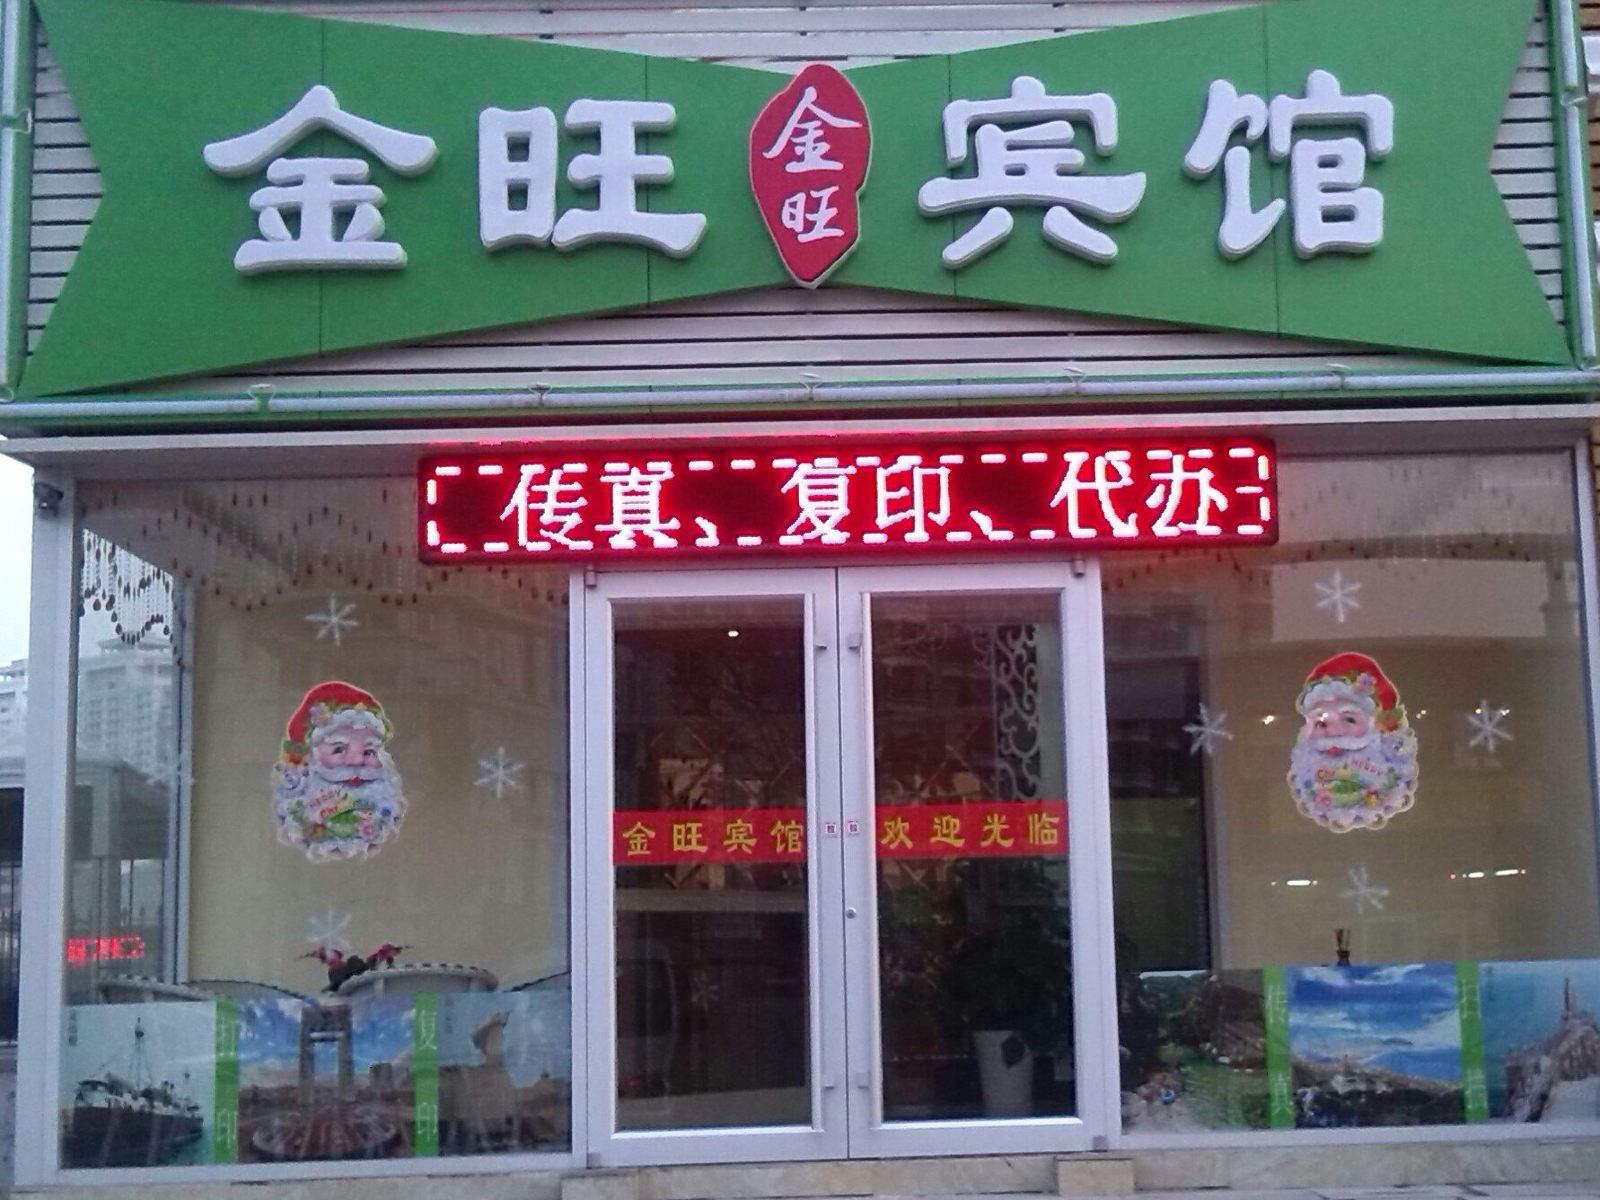 金旺宾馆
金旺
传真、复印、代办
金旺宾馆 欢迎光临
打印
复印
传真
扫描